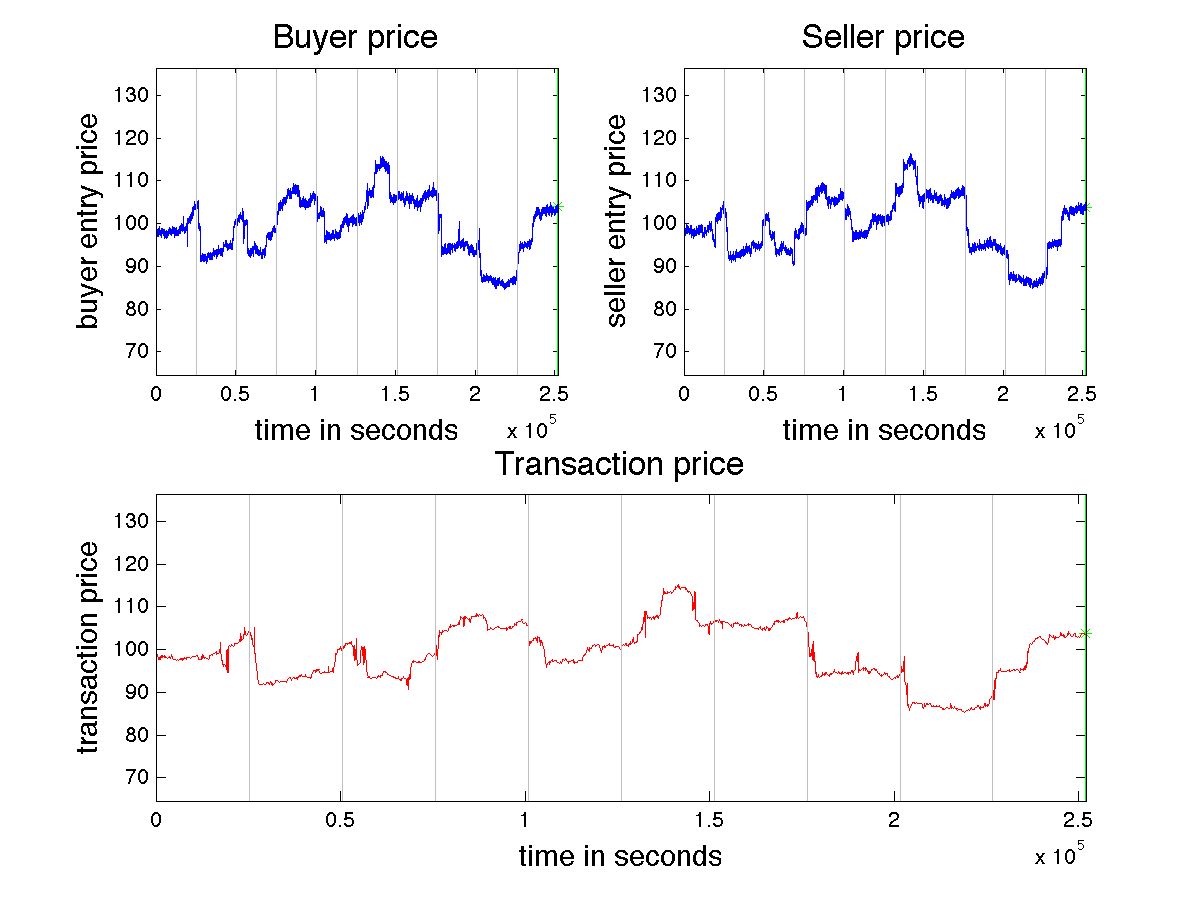 Buyer price
buyer entry price
130
120
110
100
90
80
70
0 0.5 1 1.5 2 2.5
x 10^5
time in seconds
Seller price
seller entry price
130
120
110
100
90
80
70
0 0.5 1 1.5 2 2.5
x 10^5
time in seconds
Transaction price
transaction price
130
120
110
100
90
80
70
0 0.5 1 1.5 2 2.5
x 10^5
time in seconds